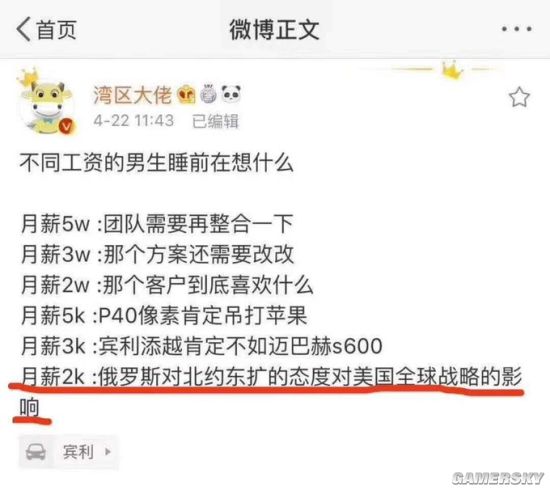 首页
微博正文
湾区大佬
4-22 11:43 已编辑
不同工资的男生睡前在想什么
月薪5w :团队需要再整合一下
月薪3w :那个方案还需要改改
月薪2w :那个客户到底喜欢什么
月薪5k :P40像素肯定吊打苹果
月薪3k :宾利添越肯定不如迈巴赫s600
月薪2k :俄罗斯对北约东扩的态度对美国全球战略的影
响
宾利
GAMERSKY